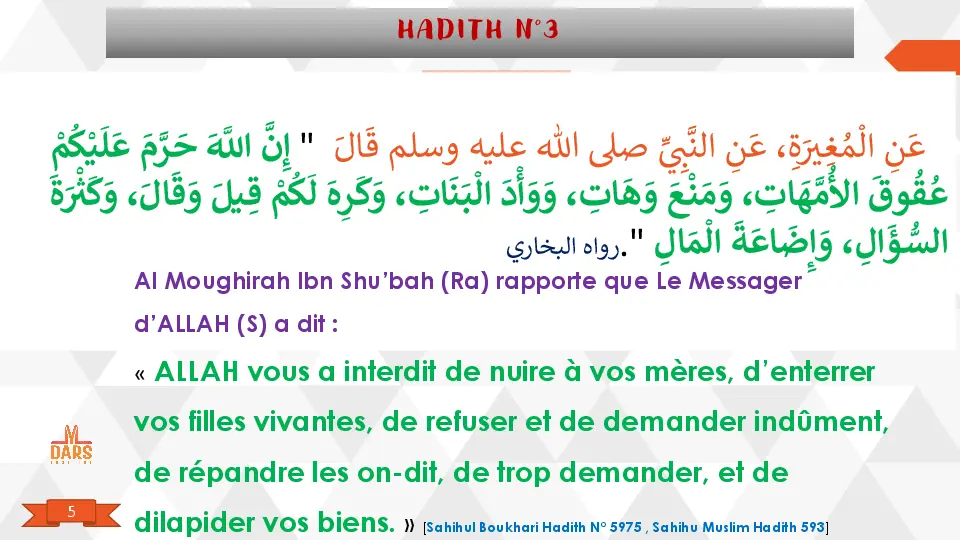 HADITH N°3
عَنِ الْمُغِيرَةِ، عَنِ النَّبِيِّ صلى الله عليه وسلم قَالَ " إِنَّ اللَّهَ حَرَّمَ عَلَيْكُمْ
عُقُوقَ الأُمَّهَاتِ، وَمَنْعَ وَهَاتِ، وَوَأْدَ الْبَنَاتِ، وَكَرِهَ لَكُمْ قِيلَ وَقَالَ، وَكَثْرَةَ
السُّؤَالِ، وَإِضَاعَةَ الْمَالِ ".رواه البخاري
Al Moughirah Ibn Shu’bah (Ra) rapporte que Le Messager
d’ALLAH (S) a dit :
« ALLAH vous a interdit de nuire à vos mères, d’enterrer
vos filles vivantes, de refuser et de demander indûment,
de répandre les on-dit, de trop demander, et de
dilapider vos biens. » [Sahihul Boukhari Hadith N° 5975 , Sahihu Muslim Hadith 593]
M
DARS
5